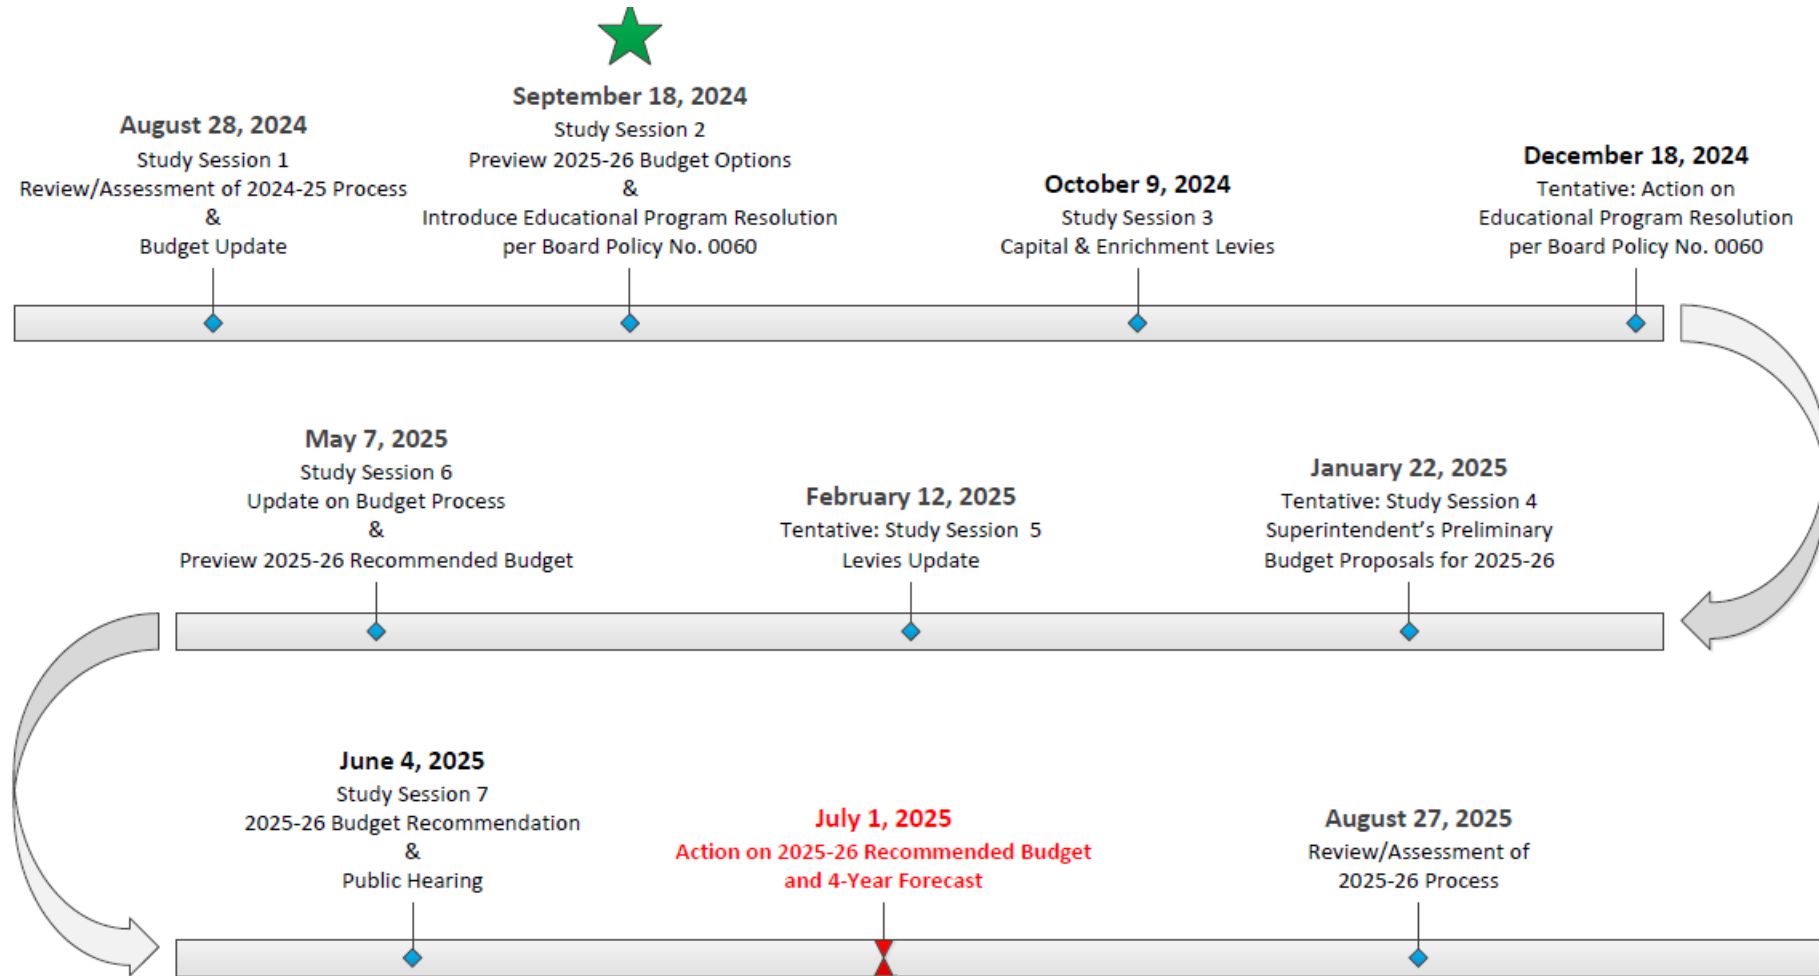 August 28, 2024
Study Session 1
Review/Assessment of 2024-25 Process
&
Budget Update
September 18, 2024
Study Session 2
Preview 2025-26 Budget Options
&
Introduce Educational Program Resolution
per Board Policy No. 0060
October 9, 2024
Study Session 3
Capital & Enrichment Levies
December 18, 2024
Tentative: Action on
Educational Program Resolution
per Board Policy No. 0060
January 22, 2025
Tentative: Study Session 4
Superintendent’s Preliminary
Budget Proposals for 2025-26
February 12, 2025
Tentative: Study Session 5
Levies Update
May 7, 2025
Study Session 6
Update on Budget Process
&
Preview 2025-26 Recommended Budget
June 4, 2025
Study Session 7
2025-26 Budget Recommendation
&
Public Hearing
July 1, 2025
Action on 2025-26 Recommended Budget
and 4-Year Forecast
August 27, 2025
Review/Assessment of
2025-26 Process